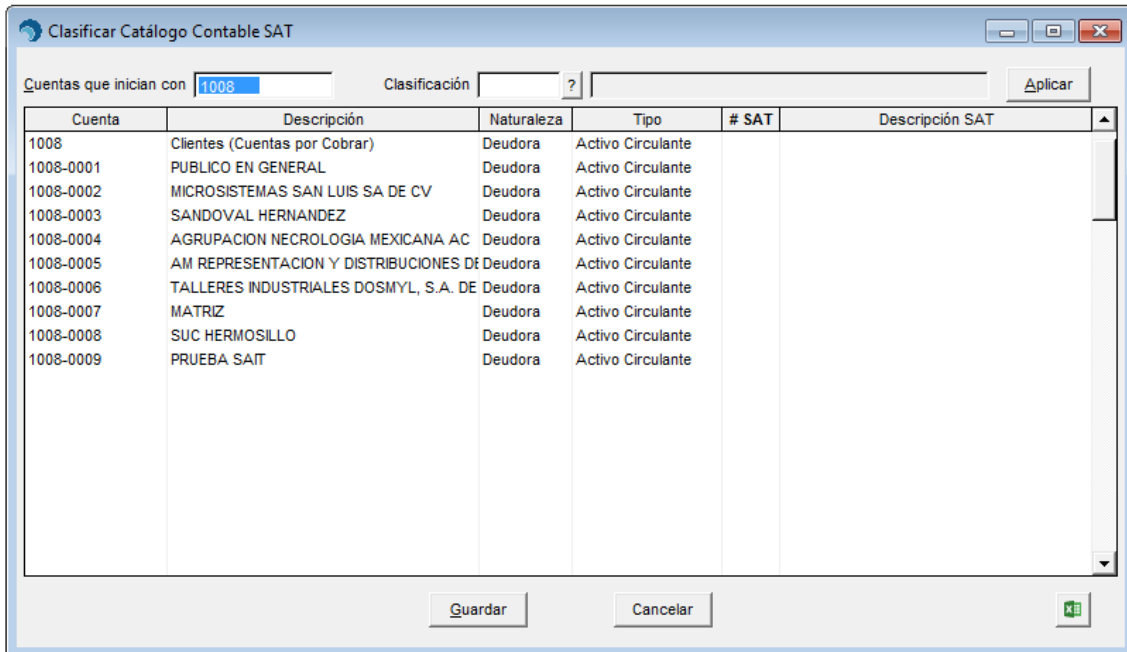 Clasificar Catálogo Contable SAT
Cuentas que inician con 1008 Clasificación ? Aplicar
Cuenta Descripción Naturaleza Tipo # SAT Descripción SAT
1008 Clientes (Cuentas por Cobrar) Deudora Activo Circulante
1008-0001 PUBLICO EN GENERAL Deudora Activo Circulante
1008-0002 MICROSISTEMAS SAN LUIS SA DE CV Deudora Activo Circulante
1008-0003 SANDOVAL HERNANDEZ Deudora Activo Circulante
1008-0004 AGRUPACION NECROLOGIA MEXICANA AC Deudora Activo Circulante
1008-0005 AM REPRESENTACION Y DISTRIBUCIONES DE Deudora Activo Circulante
1008-0006 TALLERES INDUSTRIALES DOSMYL, S.A. DE Deudora Activo Circulante
1008-0007 MATRIZ Deudora Activo Circulante
1008-0008 SUC HERMOSILLO Deudora Activo Circulante
1008-0009 PRUEBA SAIT Deudora Activo Circulante
Guardar Cancelar